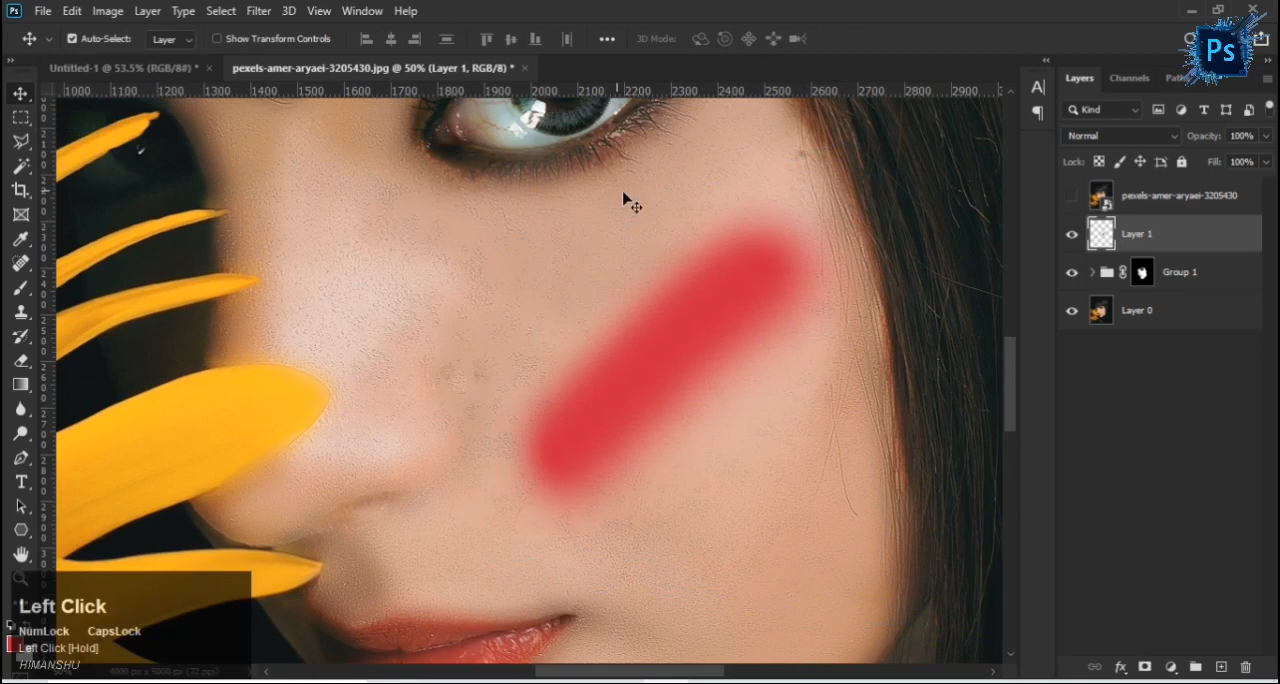 Ps File Edit Image Layer Type Select Filter 3D View Window Help
Auto-Select: Layer Show Transform Controls 3D Mode:
Ps
Untitled-1 @ 53.5% (RGB/8#) * × pexels-amer-aryaei-3205430.jpg @ 50% (Layer 1, RGB/8) * ×
Layers Channels
1000 1100 1200 1300 1400 1500 1600 1700 1800 1900 2000 2100 2200 2300 2400 2500 2600 2700 2800 2900
Kind
Normal Opacity: 100%
Lock: Fill: 100%
pexels-amer-aryaei-3205430
Layer 1
Group 1
Layer 0
Left Click
NumLock CapsLock
Left Click [Hold]
HIMANSHU